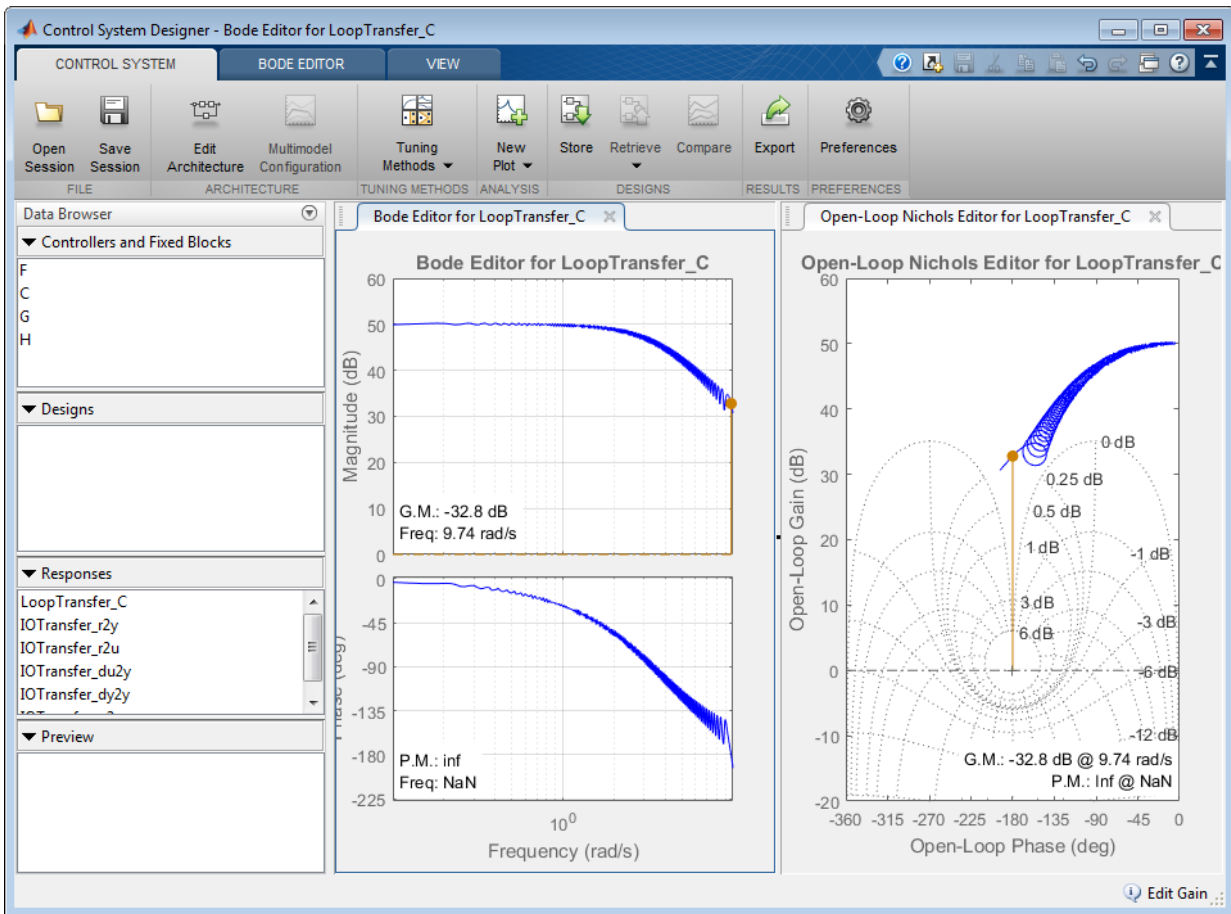 Control System Designer - Bode Editor for LoopTransfer_C
CONTROL SYSTEM
BODE EDITOR
VIEW
Open Session
Save Session
Edit Architecture
Multimodel Configuration
Tuning Methods
New Plot
Store
Retrieve
Compare
Export
Preferences
FILE
ARCHITECTURE
TUNING METHODS
ANALYSIS
DESIGNS
RESULTS
PREFERENCES
Data Browser
Controllers and Fixed Blocks
F
C
G
H
Designs
Responses
LoopTransfer_C
IOTransfer_r2y
IOTransfer_r2u
IOTransfer_du2y
IOTransfer_dy2y
Preview
Bode Editor for LoopTransfer_C
Bode Editor for LoopTransfer_C
Magnitude (dB)
60
50
40
30
20
10
0
G.M.: -32.8 dB
Freq: 9.74 rad/s
Phase (deg)
0
-45
-90
-135
-180
-225
P.M.: inf
Freq: NaN
10^0
Frequency (rad/s)
Open-Loop Nichols Editor for LoopTransfer_C
Open-Loop Nichols Editor for LoopTransfer_C
Open-Loop Gain (dB)
60
50
40
30
20
10
0
-10
-20
0 dB
0.25 dB
0.5 dB
1 dB
3 dB
6 dB
-1 dB
-3 dB
-6 dB
-12 dB
G.M.: -32.8 dB @ 9.74 rad/s
P.M.: Inf @ NaN
-360 -315 -270 -225 -180 -135 -90 -45 0
Open-Loop Phase (deg)
Edit Gain